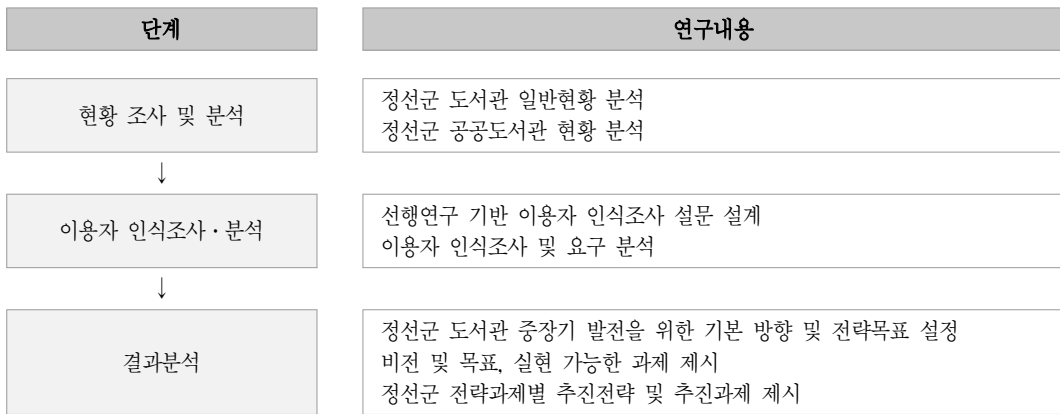 단계
연구내용
현황 조사 및 분석
정선군 도서관 일반현황 분석
정선군 공공도서관 현황 분석
↓
이용자 인식조사·분석
선행연구 기반 이용자 인식조사 설문 설계
이용자 인식조사 및 요구 분석
↓
결과분석
정선군 도서관 중장기 발전을 위한 기본 방향 및 전략목표 설정
비전 및 목표, 실현 가능한 과제 제시
정선군 전략과제별 추진전략 및 추진과제 제시